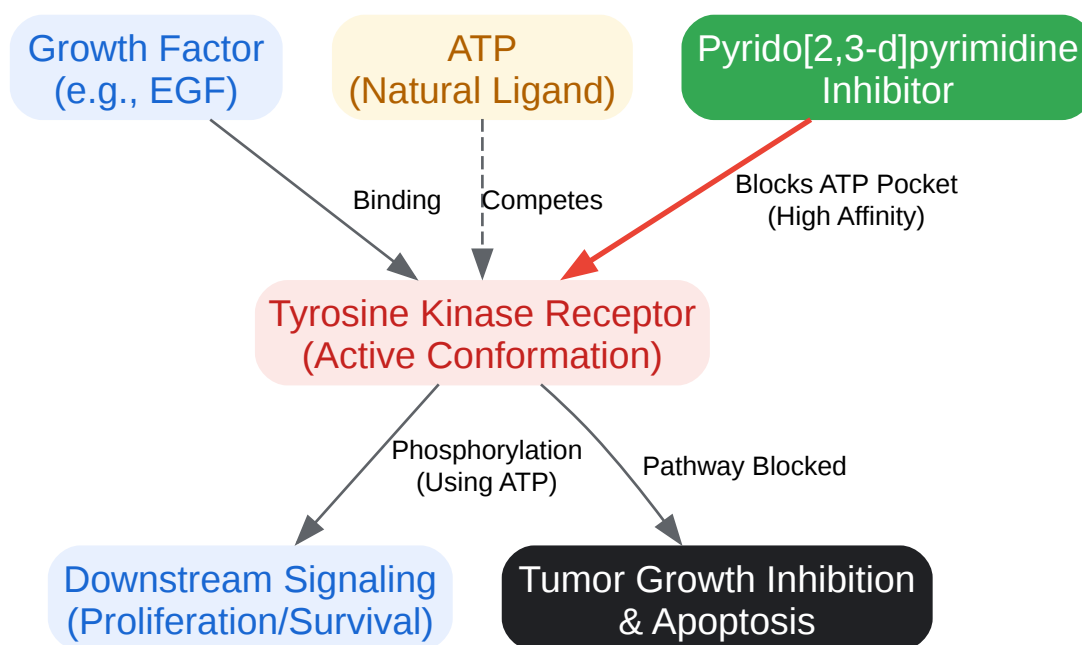 Growth Factor
(e.g., EGF)
ATP
(Natural Ligand)
Pyrido[2,3-d]pyrimidine
Inhibitor
Binding
Competes
Blocks ATP Pocket
(High Affinity)
Tyrosine Kinase Receptor
(Active Conformation)
Phosphorylation
(Using ATP)
Pathway Blocked
Downstream Signaling
(Proliferation/Survival)
Tumor Growth Inhibition
& Apoptosis